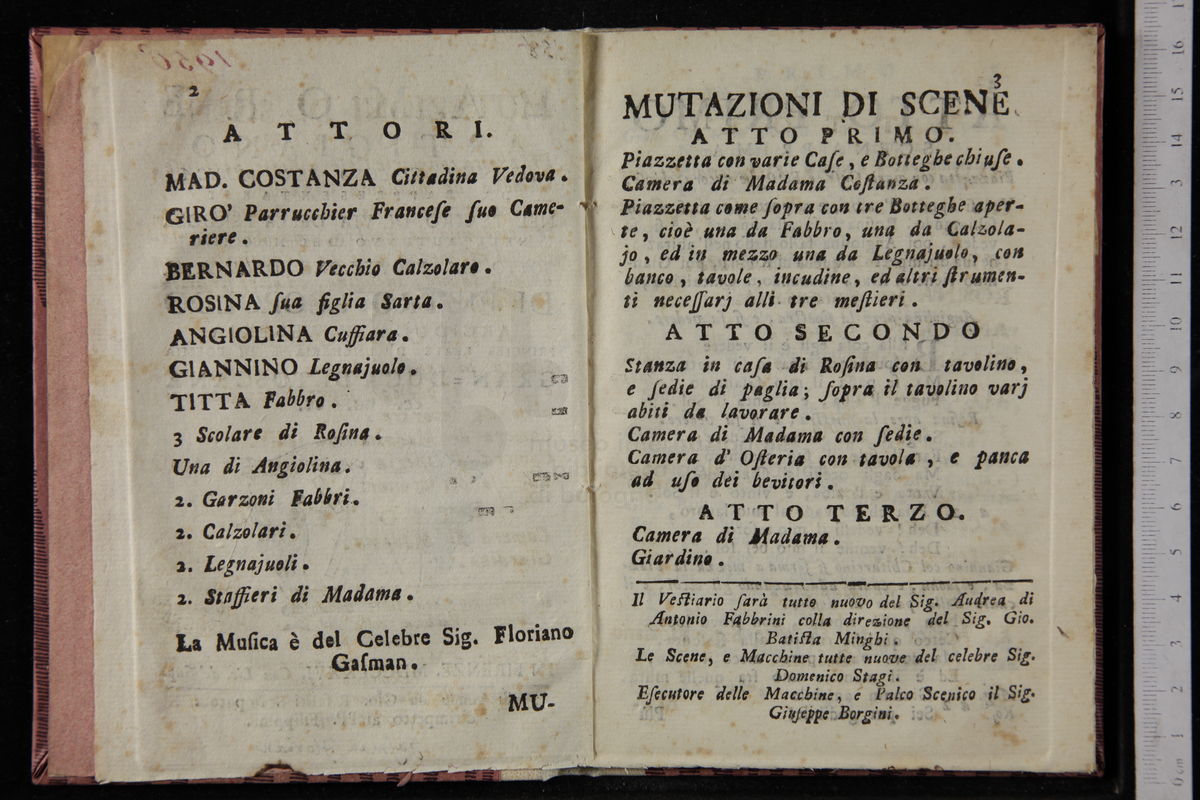 2
ATTORI.
MAD. COSTANZA Cittadina Vedova.
GIRO' Parrucchier Franceſe ſuo Came-
riere.
BERNARDO Vecchio Calzolaro.
ROSINA ſua figlia Sarta.
ANGIOLINA Cuffiara.
GIANNINO Legnajuolo.
TITTA Fabbro.
3 Scolare di Roſina.
Una di Angiolina.
2. Garzoni Fabbri.
2. Calzolari.
2. Legnajuoli.
2. Staffieri di Madama.
La Muſica è del Celebre Sig. Floriano
Gaſman.
MU-
3
MUTAZIONI DI SCENE
ATTO PRIMO.
Piazzetta con varie Caſe, e Botteghe chiuſe.
Camera di Madama Coſtanza.
Piazzetta come ſopra con tre Botteghe aper-
te, cioè una da Fabbro, una da Calzola-
jo, ed in mezzo una da Legnajuolo, con
banco, tavole, incudine, ed altri ſtrumen-
ti neceſſarj alli tre meſtieri.
ATTO SECONDO
Stanza in caſa di Roſina con tavolino,
e ſedie di paglia; ſopra il tavolino varj
abiti da lavorare.
Camera di Madama con ſedie.
Camera d' Oſteria con tavola, e panca
ad uſo dei bevitori.
ATTO TERZO.
Camera di Madama.
Giardino.
Il Veſtiario ſarà tutto nuovo del Sig. Andrea di
Antonio Fabbrini colla direzione del Sig. Gio.
Batiſta Minghi.
Le Scene, e Macchine tutte nuove del celebre Sig.
Domenico Stagi.
Eſecutore delle Macchine, e Palco Scenico il Sig.
Giuſeppe Borgini.